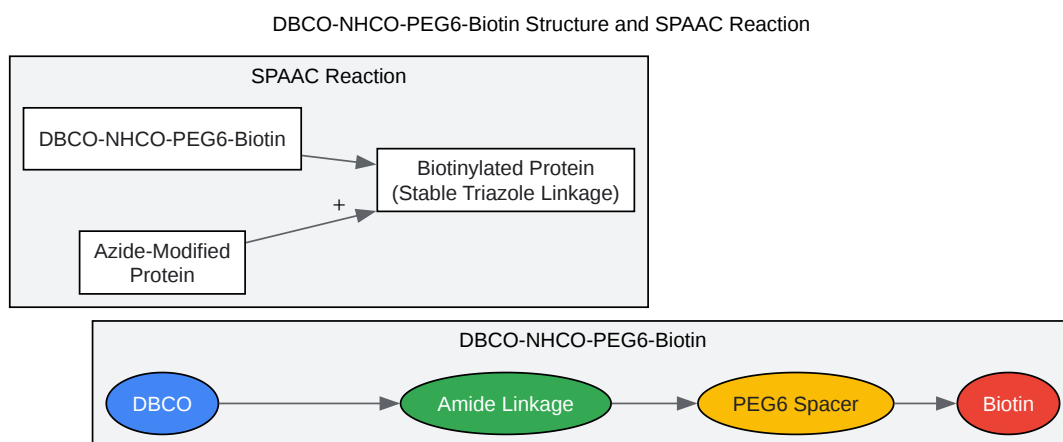 DBCO-NHCO-PEG6-Biotin Structure and SPAAC Reaction
SPAAC Reaction
DBCO-NHCO-PEG6-Biotin
Biotinylated Protein
(Stable Triazole Linkage)
+
Azide-Modified
Protein
DBCO-NHCO-PEG6-Biotin
DBCO
Amide Linkage
PEG6 Spacer
Biotin